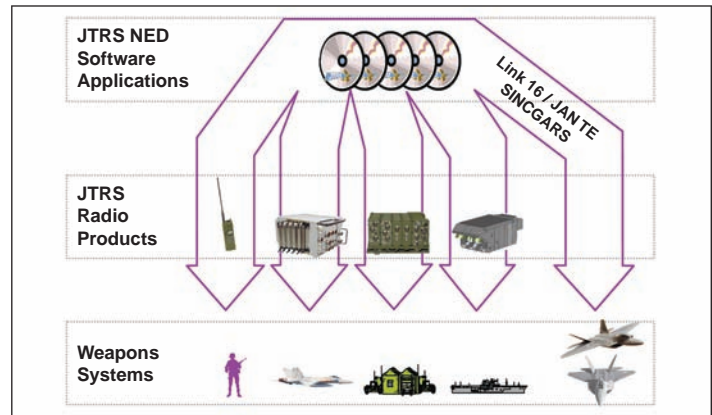 JTRS NED
Software
Applications
Link 16 / JAN TE
SINCGARS
JTRS
Radio
Products
Weapons
Systems